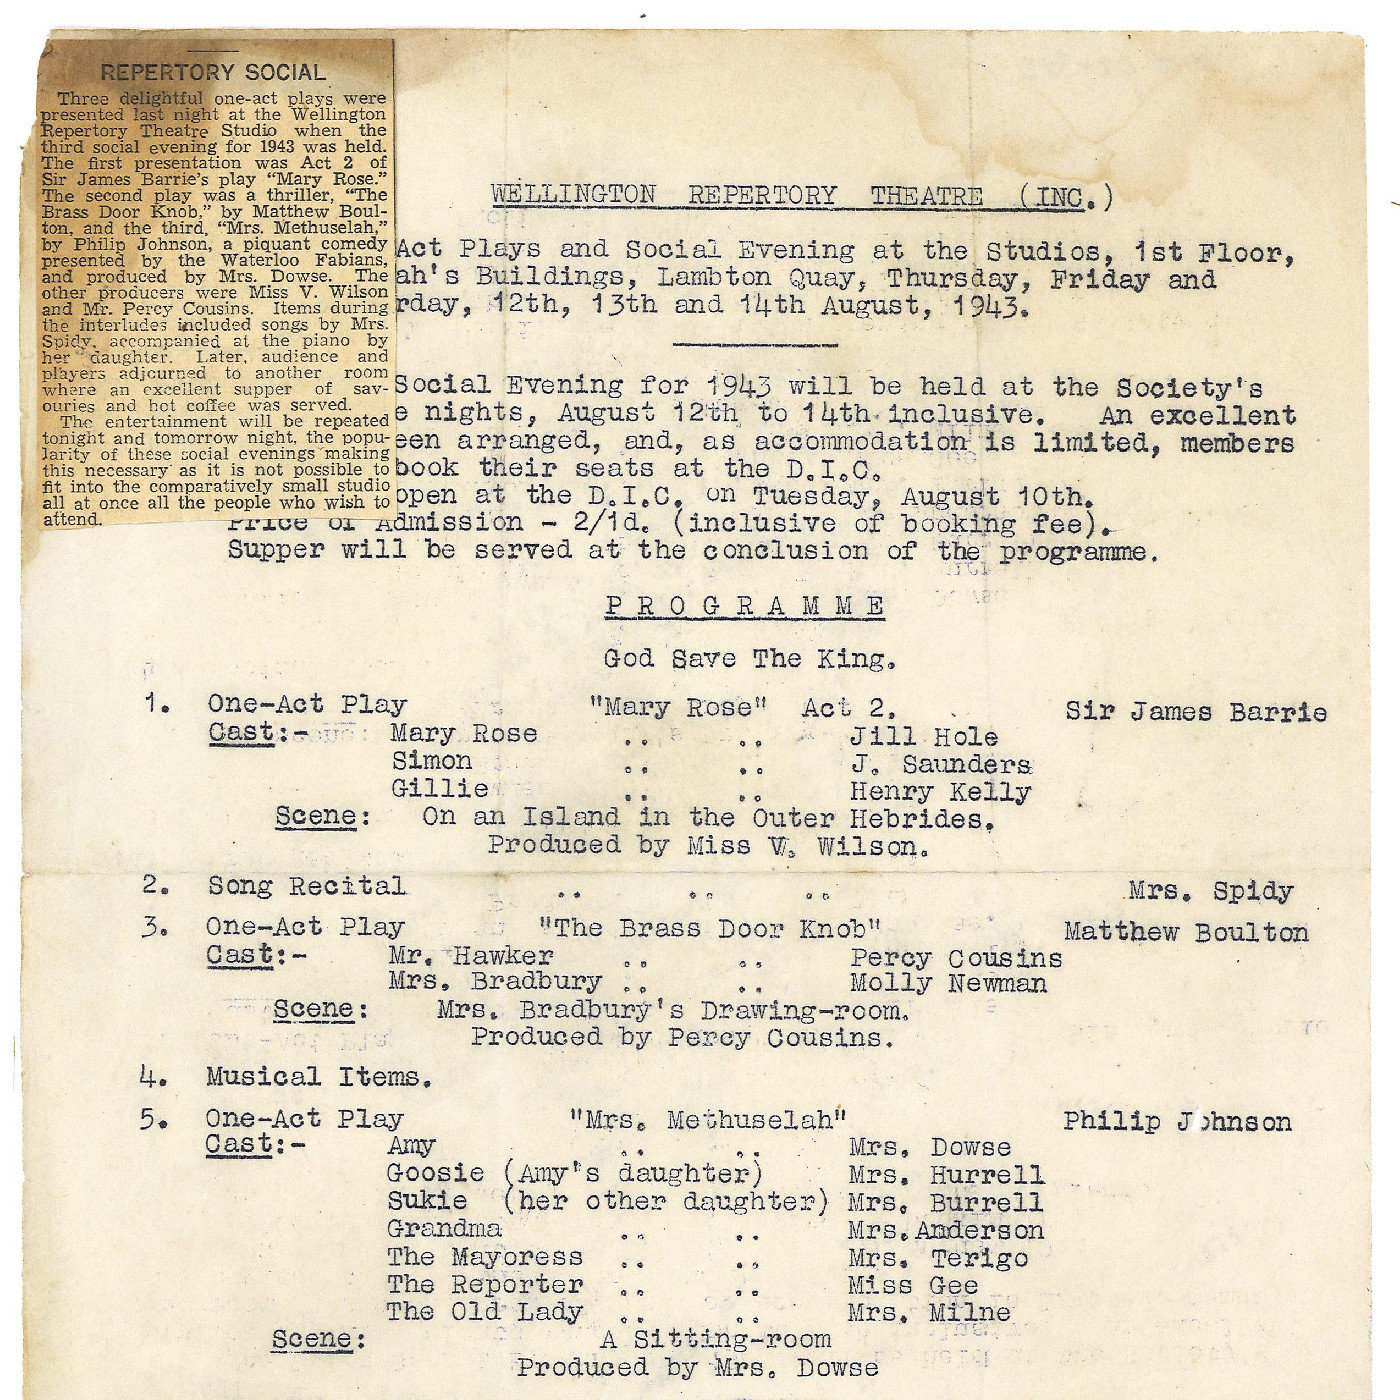 REPERTORY SOCIAL
Three delightful one-act plays were
presented last night at the Wellington
Repertory Theatre Studio when the
third social evening for 1943 was held.
The first presentation was Act 2 of
Sir James Barrie's play “Mary Rose.”
The second play was a thriller, “The
Brass Door Knob,” by Matthew Boul-
ton, and the third, “Mrs. Methuselah,”
by Philip Johnson, a piquant comedy
presented by the Waterloo Fabians,
and produced by Mrs. Dowse. The
other producers were Miss V. Wilson
and Mr. Percy Cousins. Items during
the interludes included songs by Mrs.
Spidy, accompanied at the piano by
her daughter. Later, audience and
players adjourned to another room
where an excellent supper of sav-
ouries and hot coffee was served.
The entertainment will be repeated
tonight and tomorrow night, the popu-
larity of these social evenings making
this necessary as it is not possible to
fit into the comparatively small studio
all at once all the people who wish to
attend.
WELLINGTON REPERTORY THEATRE (INC.)
Act Plays and Social Evening at the Studios, 1st Floor,
ah's Buildings, Lambton Quay, Thursday, Friday and
rday, 12th, 13th and 14th August, 1943.
Social Evening for 1943 will be held at the Society's
e nights, August 12th to 14th inclusive. An excellent
een arranged, and, as accommodation is limited, members
book their seats at the D.I.C.
open at the D.I.C. on Tuesday, August 10th.
Price of Admission - 2/1d. (inclusive of booking fee).
Supper will be served at the conclusion of the programme.
PROGRAMME
God Save The King.
1. One-Act Play "Mary Rose" Act 2. Sir James Barrie
Cast:- Mary Rose .. .. Jill Hole
Simon .. .. J. Saunders
Gillie .. .. Henry Kelly
Scene: On an Island in the Outer Hebrides.
Produced by Miss V. Wilson.
2. Song Recital .. .. .. Mrs. Spidy
3. One-Act Play "The Brass Door Knob" Matthew Boulton
Cast:- Mr. Hawker .. .. Percy Cousins
Mrs. Bradbury .. .. Molly Newman
Scene: Mrs. Bradbury's Drawing-room.
Produced by Percy Cousins.
4. Musical Items.
5. One-Act Play "Mrs. Methuselah" Philip Johnson
Cast:- Amy .. .. Mrs. Dowse
Goosie (Amy's daughter) Mrs. Hurrell
Sukie (her other daughter) Mrs. Burrell
Grandma .. .. Mrs. Anderson
The Mayoress .. .. Mrs. Terigo
The Reporter .. .. Miss Gee
The Old Lady .. .. Mrs. Milne
Scene: A Sitting-room
Produced by Mrs. Dowse